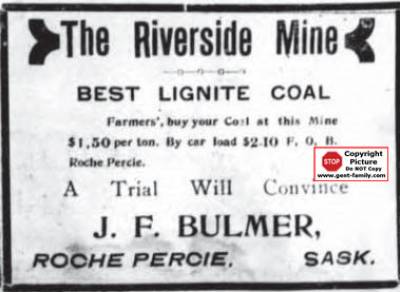 The Riverside Mine
BEST LIGNITE COAL
Farmers', buy your Coal at this Mine
$1.50 per ton. By car load $2.10 F. O. B.
Roche Percie.
A Trial Will Convince
J. F. BULMER,
ROCHE PERCIE, SASK.
STOP
Copyright
Picture
Do NOT Copy
www.gent-family.com